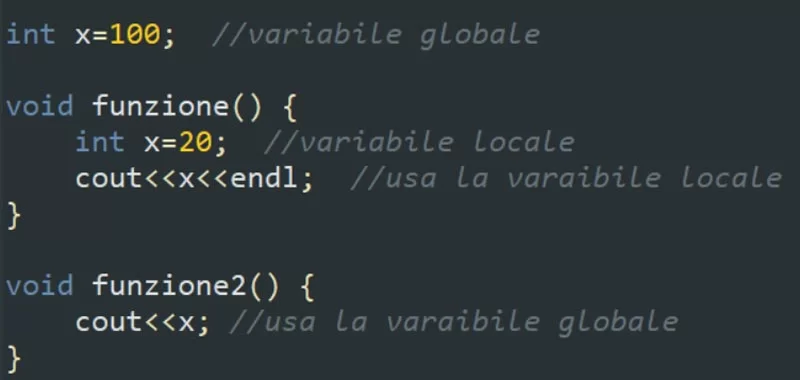 int x=100;  //variabile globale
void funzione() {
    int x=20;  //variabile locale
    cout<<x<<endl;  //usa la varaibile locale
}
void funzione2() {
    cout<<x; //usa la varaibile globale
}